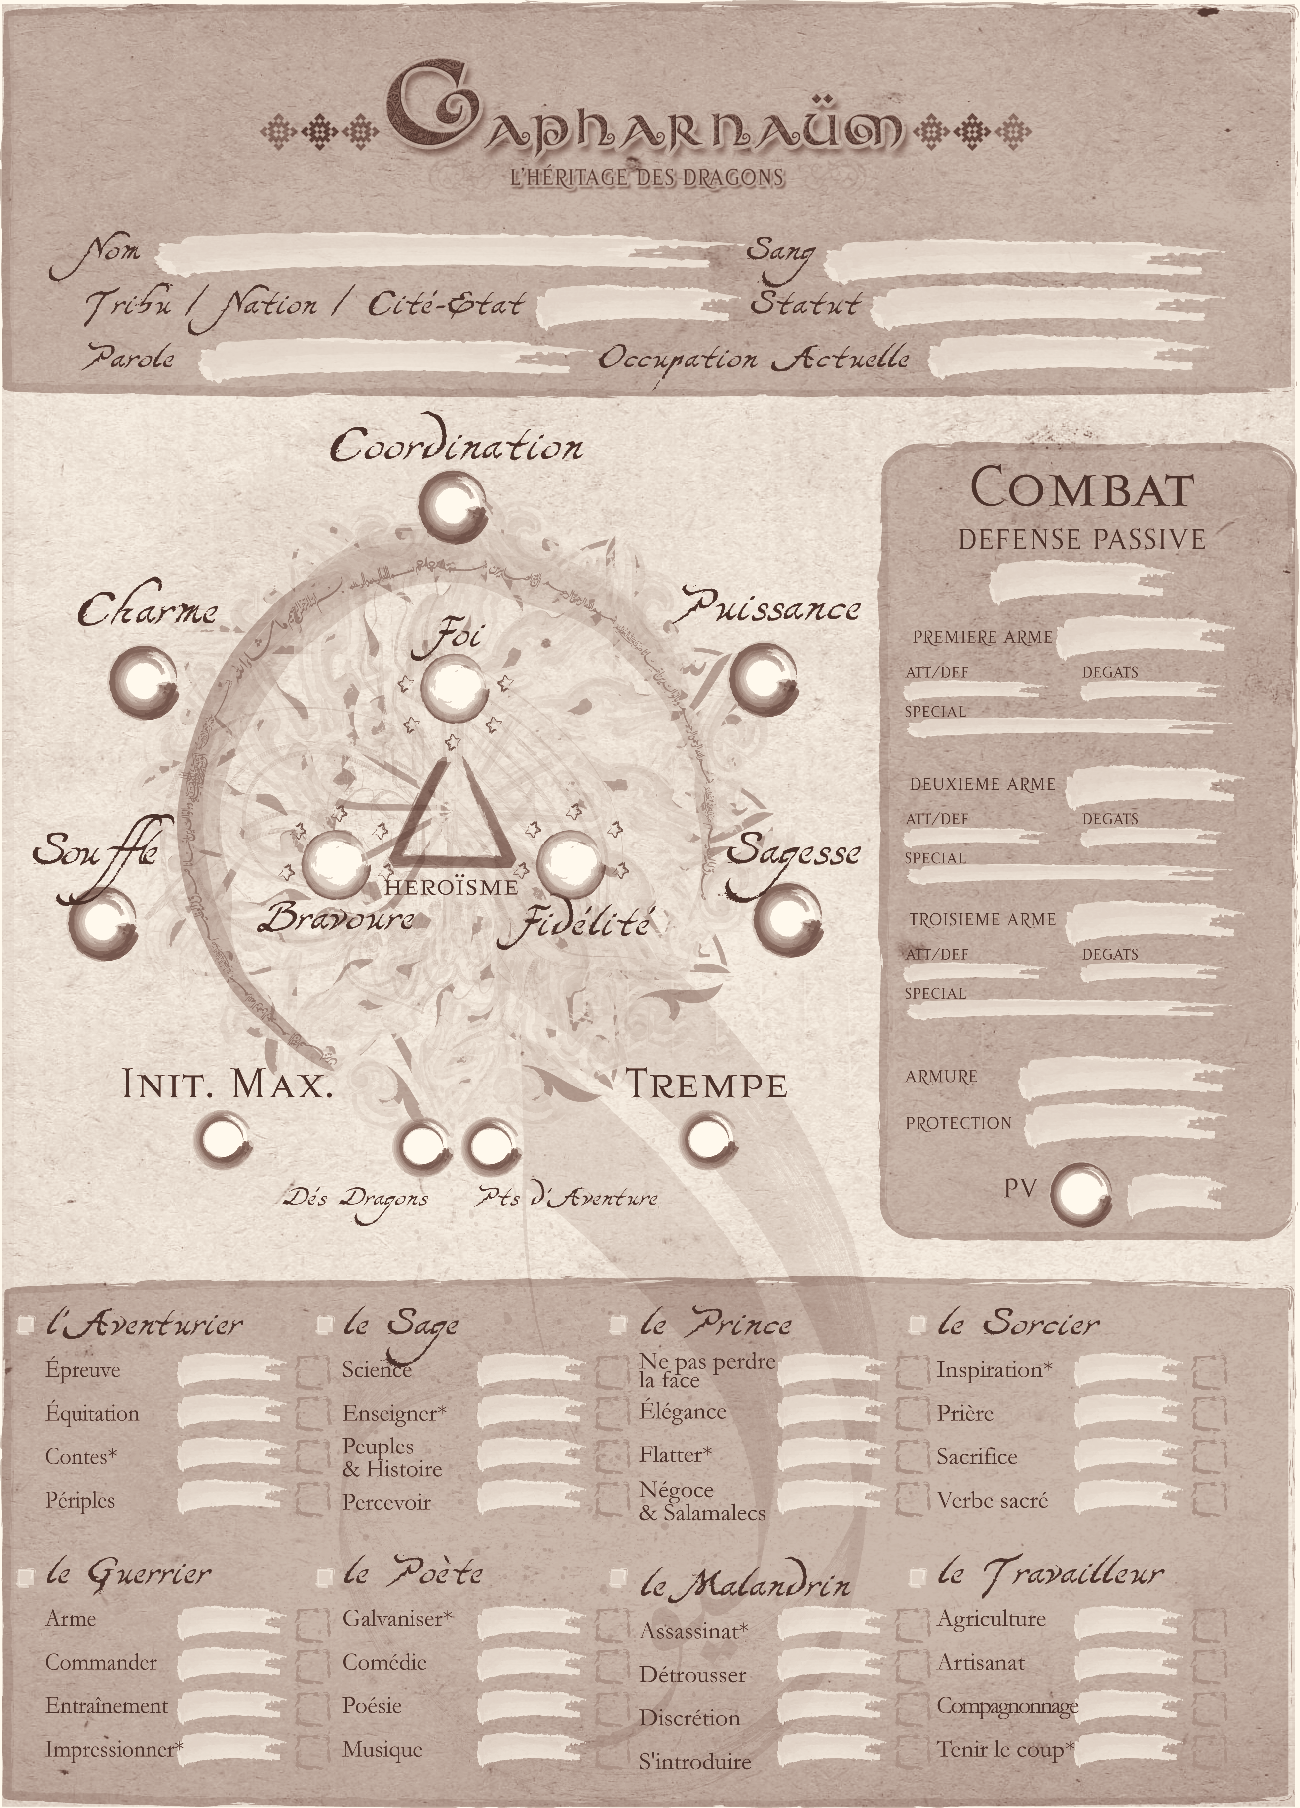 Capharnaüm
L'HÉRITAGE DES DRAGONS
Nom Sang
Tribu / Nation / Cité-Etat Statut
Parole Occupation Actuelle
Coordination
Charme
Puissance
Foi
Souffle
Sagesse
HEROÏSME
Bravoure Fidélité
INIT. MAX. TREMPE
Dés Dragons Pts d'Aventure
COMBAT
DEFENSE PASSIVE
PREMIERE ARME
ATT/DEF DEGATS
SPECIAL
DEUXIEME ARME
ATT/DEF DEGATS
SPECIAL
TROISIEME ARME
ATT/DEF DEGATS
SPECIAL
ARMURE
PROTECTION
PV
l'Aventurier
Épreuve
Équitation
Contes*
Périples
le Sage
Science
Enseigner*
Peuples
& Histoire
Percevoir
le Prince
Ne pas perdre
la face
Élégance
Flatter*
Négoce
& Salamalecs
le Sorcier
Inspiration*
Prière
Sacrifice
Verbe sacré
le Guerrier
Arme
Commander
Entraînement
Impressionner*
le Poète
Galvaniser*
Comédie
Poésie
Musique
le Malandrin
Assassinat*
Détrousser
Discrétion
S'introduire
le Travailleur
Agriculture
Artisanat
Compagnonnage
Tenir le coup*